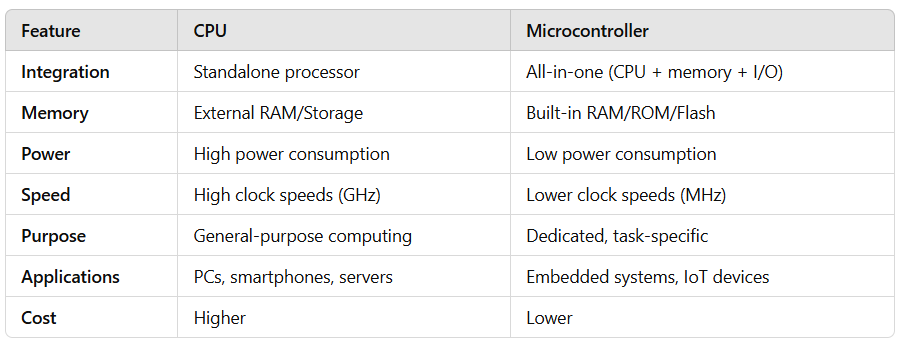 Feature CPU Microcontroller
Integration Standalone processor All-in-one (CPU + memory + I/O)
Memory External RAM/Storage Built-in RAM/ROM/Flash
Power High power consumption Low power consumption
Speed High clock speeds (GHz) Lower clock speeds (MHz)
Purpose General-purpose computing Dedicated, task-specific
Applications PCs, smartphones, servers Embedded systems, IoT devices
Cost Higher Lower